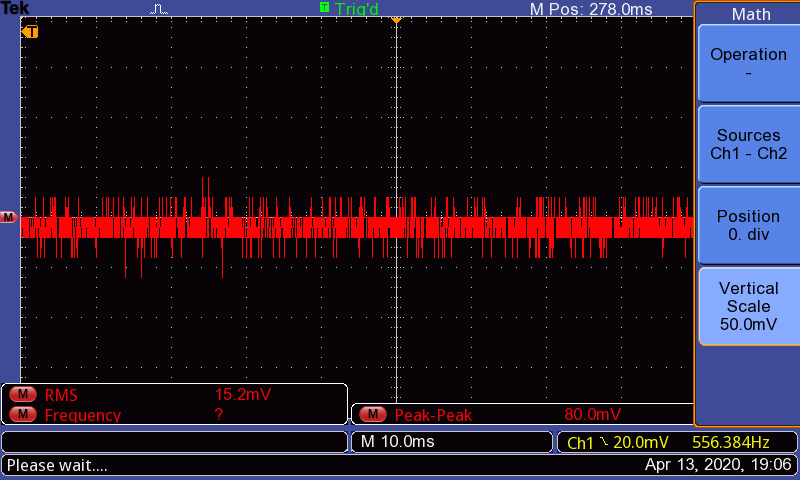 Tek
T Trig'd
M Pos: 278.0ms
Math
T
Operation
-
Sources
Ch1 - Ch2
M
Position
0. div
Vertical
Scale
50.0mV
M RMS 15.2mV
M Frequency ?
M Peak-Peak 80.0mV
M 10.0ms
Ch1 20.0mV 556.384Hz
Please wait....
Apr 13, 2020, 19:06